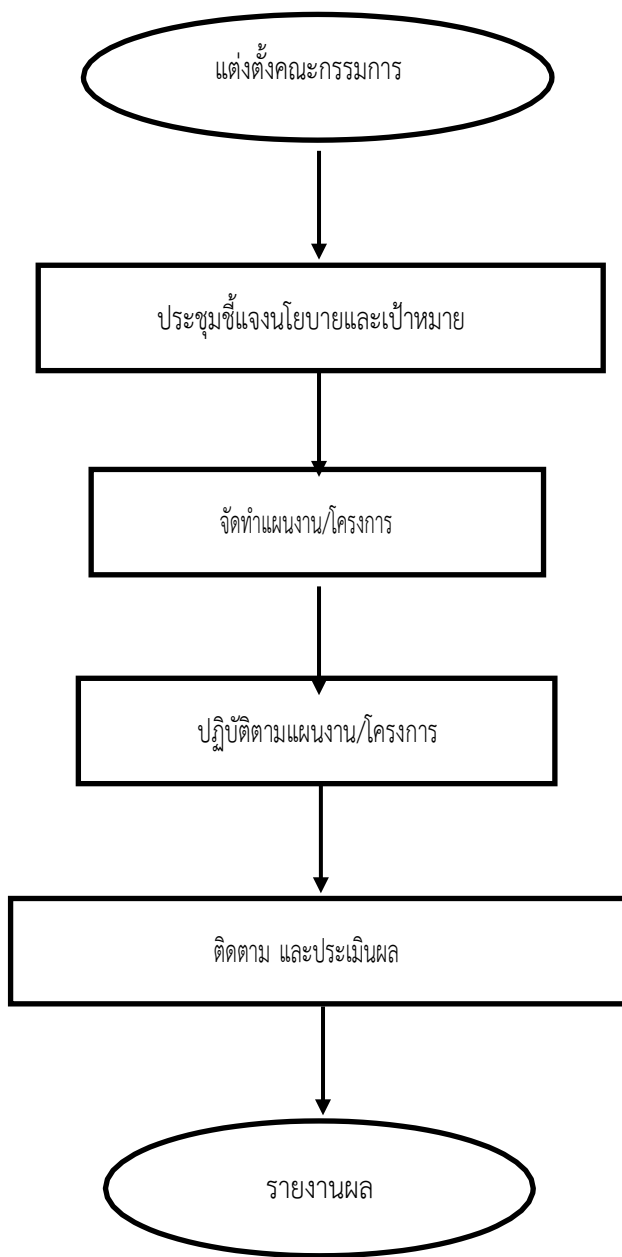 แต่งตั้งคณะกรรมการ
ประชุมชี้แจงนโยบายและเป้าหมาย
จัดทำแผนงาน/โครงการ
ปฏิบัติตามแผนงาน/โครงการ
ติดตาม และประเมินผล
รายงานผล